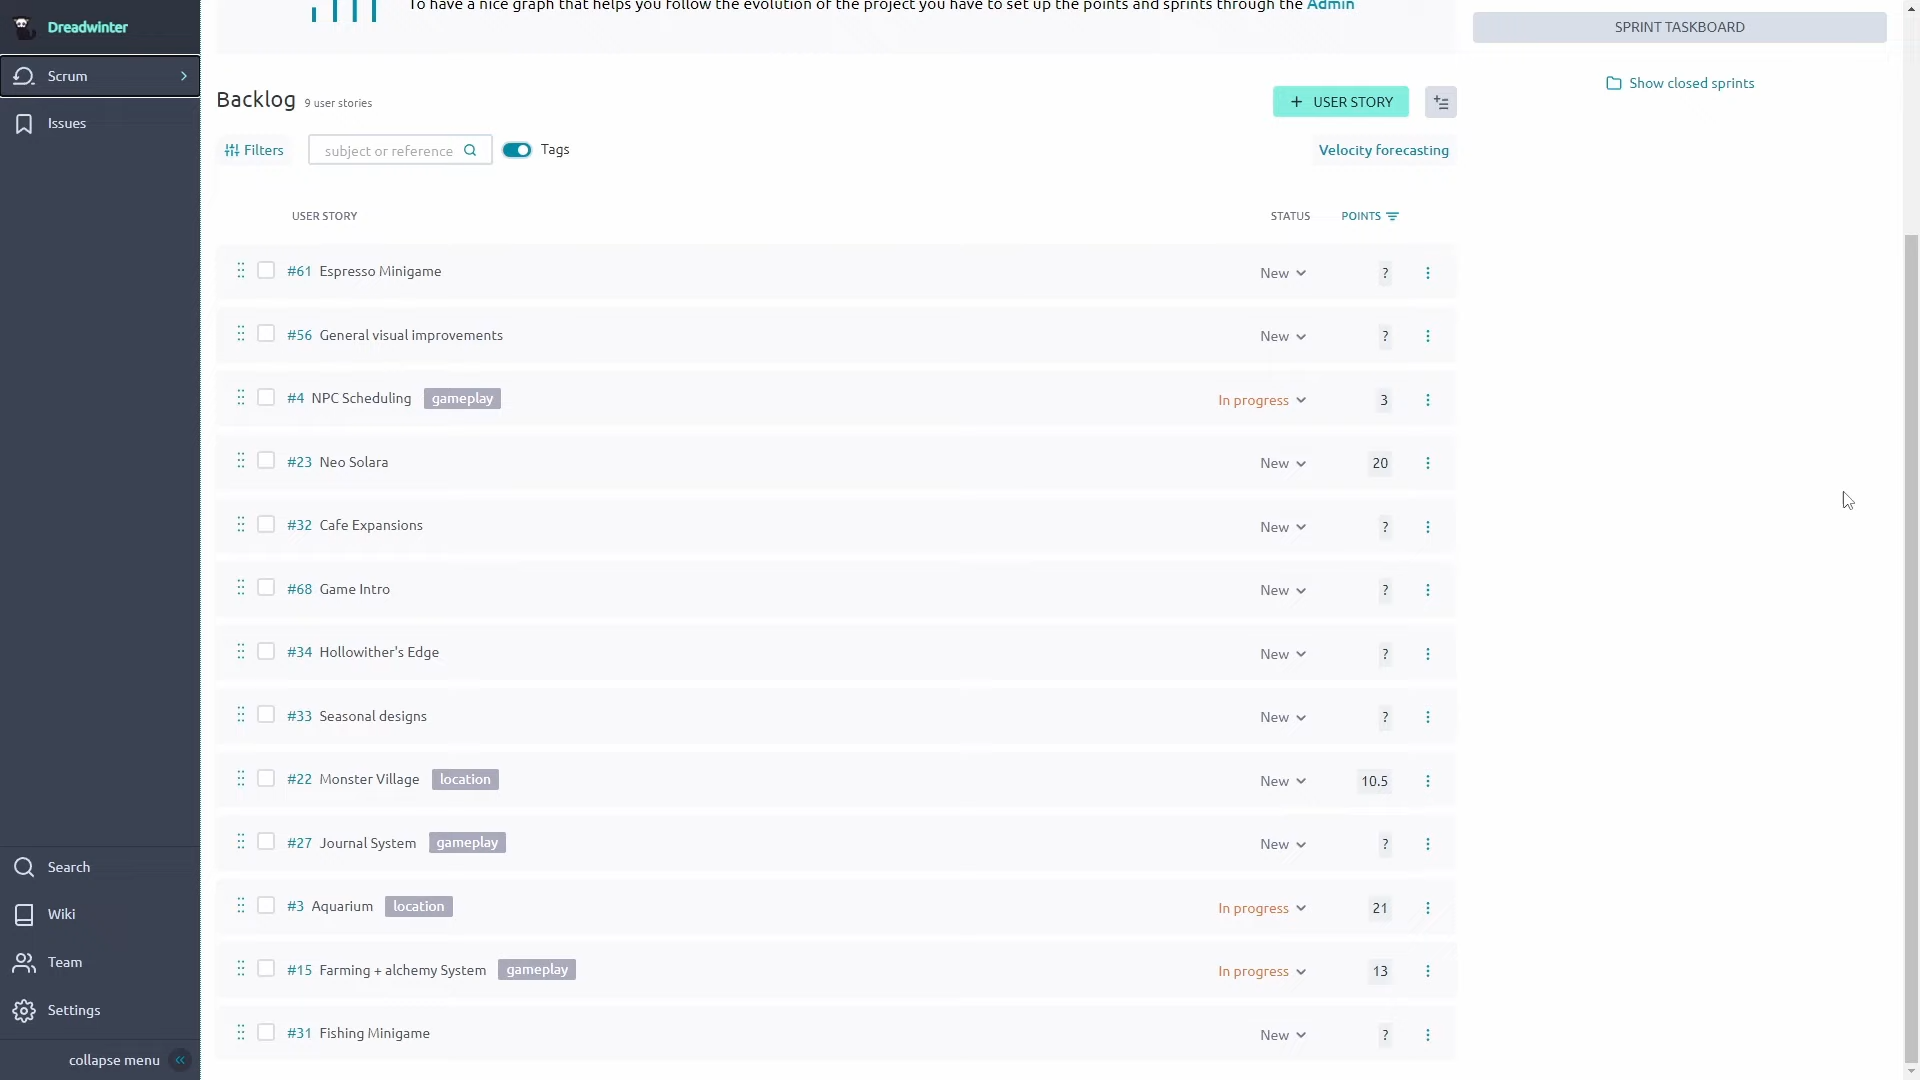 To have a nice graph that helps you follow the evolution of the project you have to set up the points and sprints through the Admin
Dreadwinter
SPRINT TASKBOARD
Scrum
Show closed sprints
Backlog 9 user stories
+ USER STORY
Issues
Filters
subject or reference
Tags
Velocity forecasting
USER STORY STATUS POINTS
#61 Espresso Minigame New ?
#56 General visual improvements New ?
#4 NPC Scheduling gameplay In progress 3
#23 Neo Solara New 20
#32 Cafe Expansions New ?
#68 Game Intro New ?
#34 Hollowither's Edge New ?
#33 Seasonal designs New ?
#22 Monster Village location New 10.5
#27 Journal System gameplay New ?
#3 Aquarium location In progress 21
#15 Farming + alchemy System gameplay In progress 13
#31 Fishing Minigame New ?
Search
Wiki
Team
Settings
collapse menu